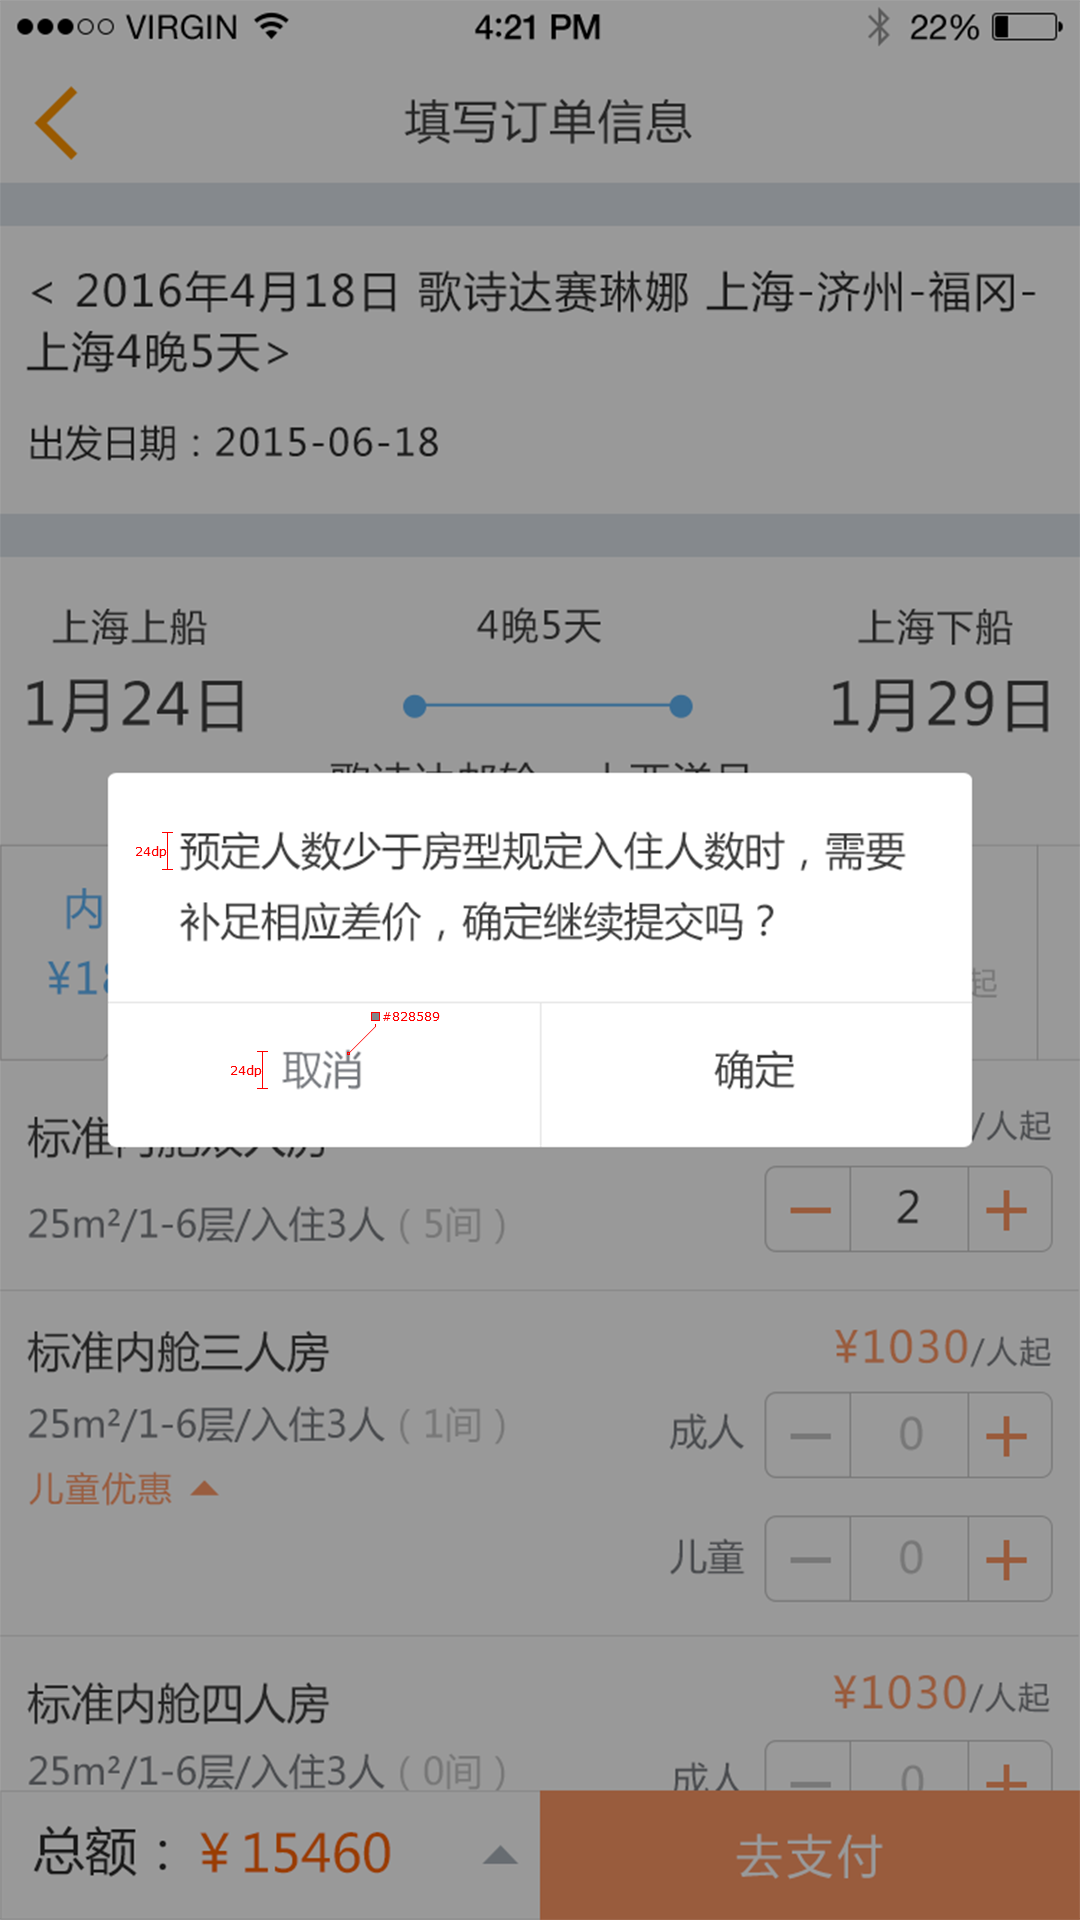 VIRGIN 4:21 PM 22%
填写订单信息
< 2016年4月18日 歌诗达赛琳娜 上海-济州-福冈-
上海4晚5天>
出发日期：2015-06-18
上海上船 4晚5天 上海下船
1月24日 1月29日
24dp 预定人数少于房型规定入住人数时，需要
补足相应差价，确定继续提交吗？
内
¥18
起
#828589
24dp 取消 确定
/人起
标准内舱双人房
2
25m²/1-6层/入住3人（5间）
标准内舱三人房 ¥1030/人起
25m²/1-6层/入住3人（1间） 成人 0
儿童优惠
儿童 0
标准内舱四人房 ¥1030/人起
25m²/1-6层/入住3人（0间） 成人 0
总额：¥15460 去支付